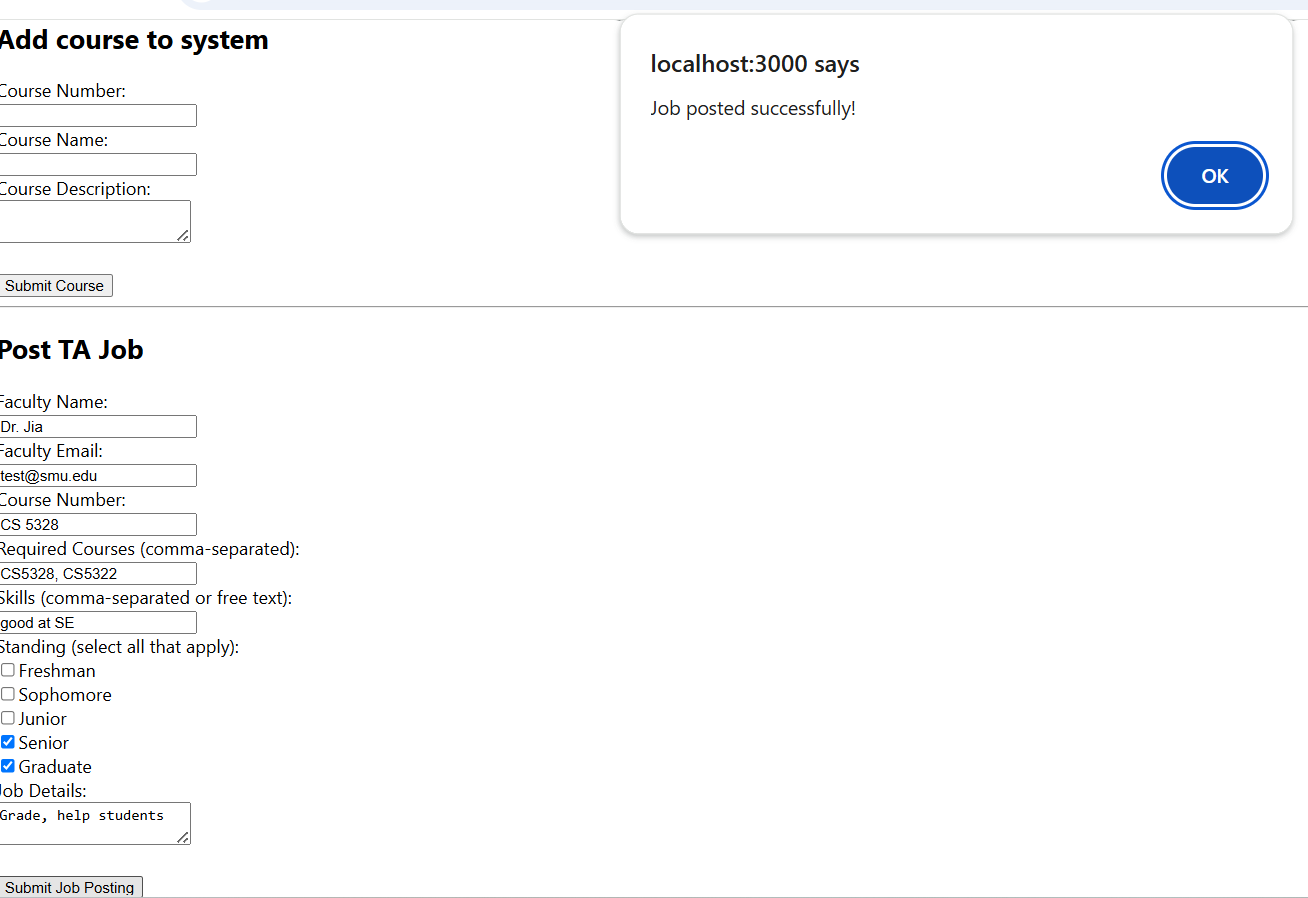 Add course to system
Course Number:
Course Name:
Course Description:
Submit Course
localhost:3000 says
Job posted successfully!
OK
Post TA Job
Faculty Name:
Dr. Jia
Faculty Email:
test@smu.edu
Course Number:
CS 5328
Required Courses (comma-separated):
CS5328, CS5322
Skills (comma-separated or free text):
good at SE
Standing (select all that apply):
Freshman
Sophomore
Junior
Senior
Graduate
Job Details:
Grade, help students
Submit Job Posting